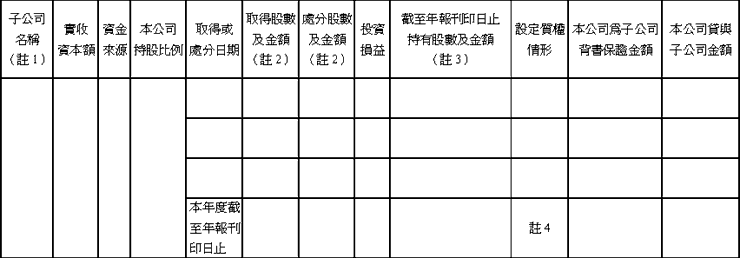 子公司
名稱
（註1）
實收
資本額
資金
來源
本公司
持股比例
取得或
處分日期
取得股數
及金額
（註2）
處分股數
及金額
（註2）
投資
損益
截至年報刊印日止
持有股數及金額
（註3）
設定質權
情形
本公司為子公司
背書保證金額
本公司貸與
子公司金額
本年度截
至年報刊
印日止
註4